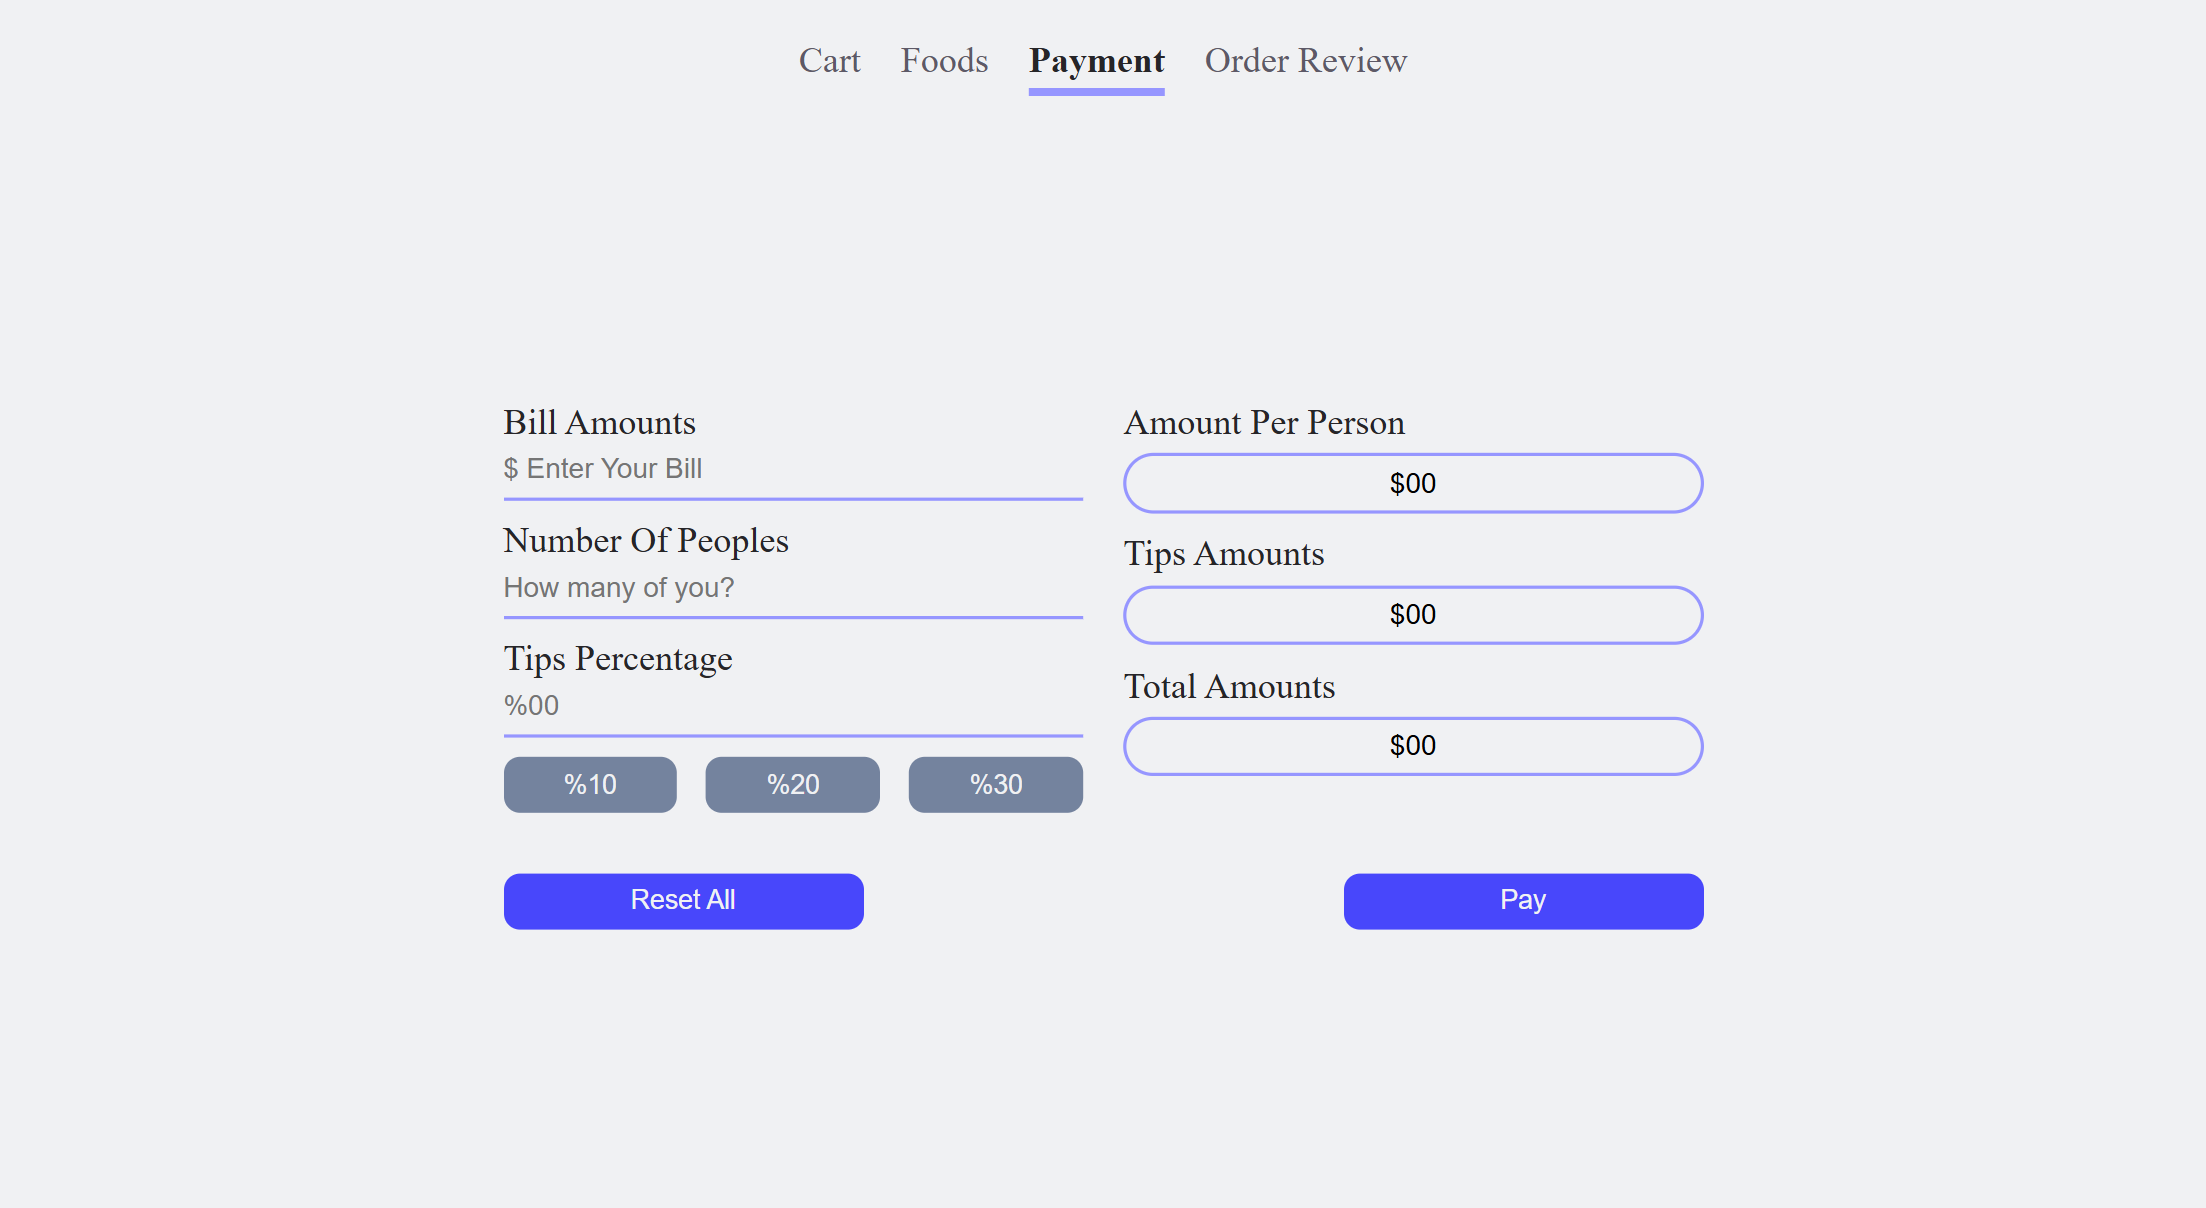 Cart Foods Payment Order Review
Bill Amounts
$ Enter Your Bill
Number Of Peoples
How many of you?
Tips Percentage
%00
%10 %20 %30
Amount Per Person
$00
Tips Amounts
$00
Total Amounts
$00
Reset All
Pay